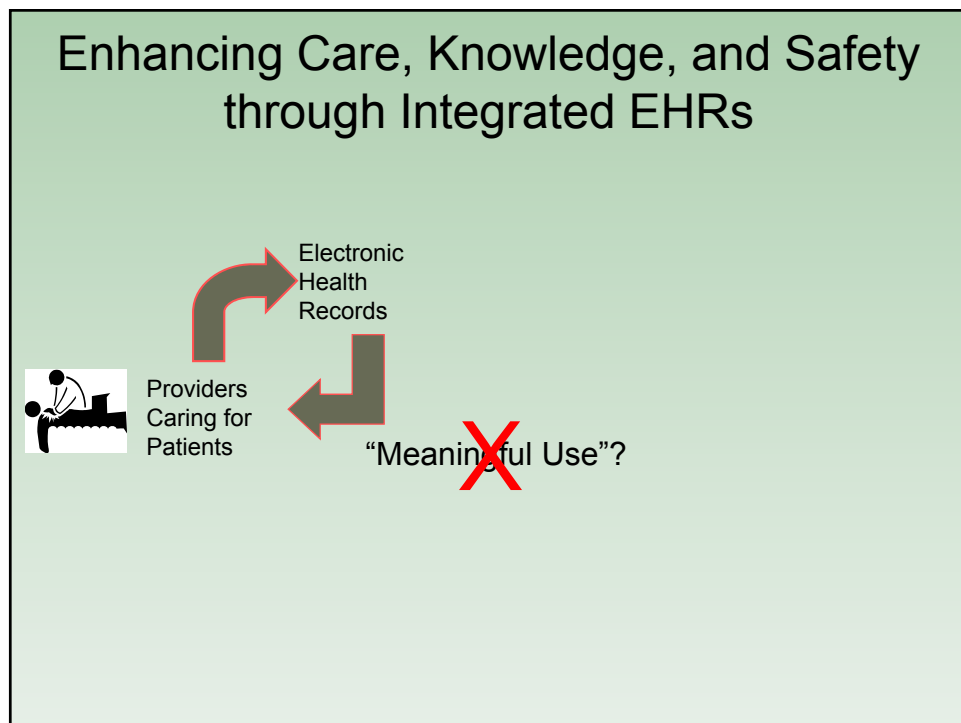 Enhancing Care, Knowledge, and Safety
through Integrated EHRs
Electronic
Health
Records
Providers
Caring for
Patients
“Meaningful Use”?
X